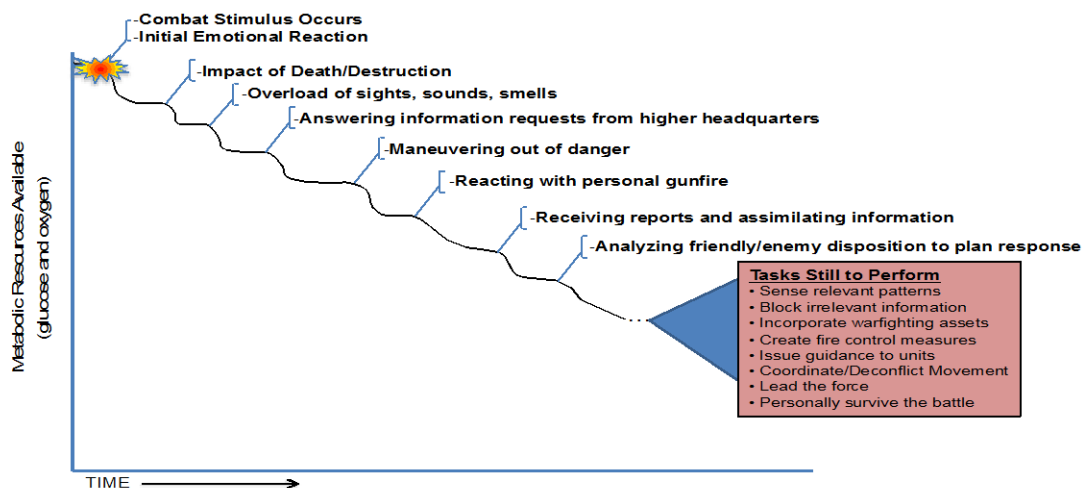 -Combat Stimulus Occurs
-Initial Emotional Reaction
-Impact of Death/Destruction
-Overload of sights, sounds, smells
-Answering information requests from higher headquarters
-Maneuvering out of danger
-Reacting with personal gunfire
-Receiving reports and assimilating information
-Analyzing friendly/enemy disposition to plan response
Tasks Still to Perform
• Sense relevant patterns
• Block irrelevant information
• Incorporate warfighting assets
• Create fire control measures
• Issue guidance to units
• Coordinate/Deconflict Movement
• Lead the force
• Personally survive the battle
Metabolic Resources Available
(glucose and oxygen)
TIME